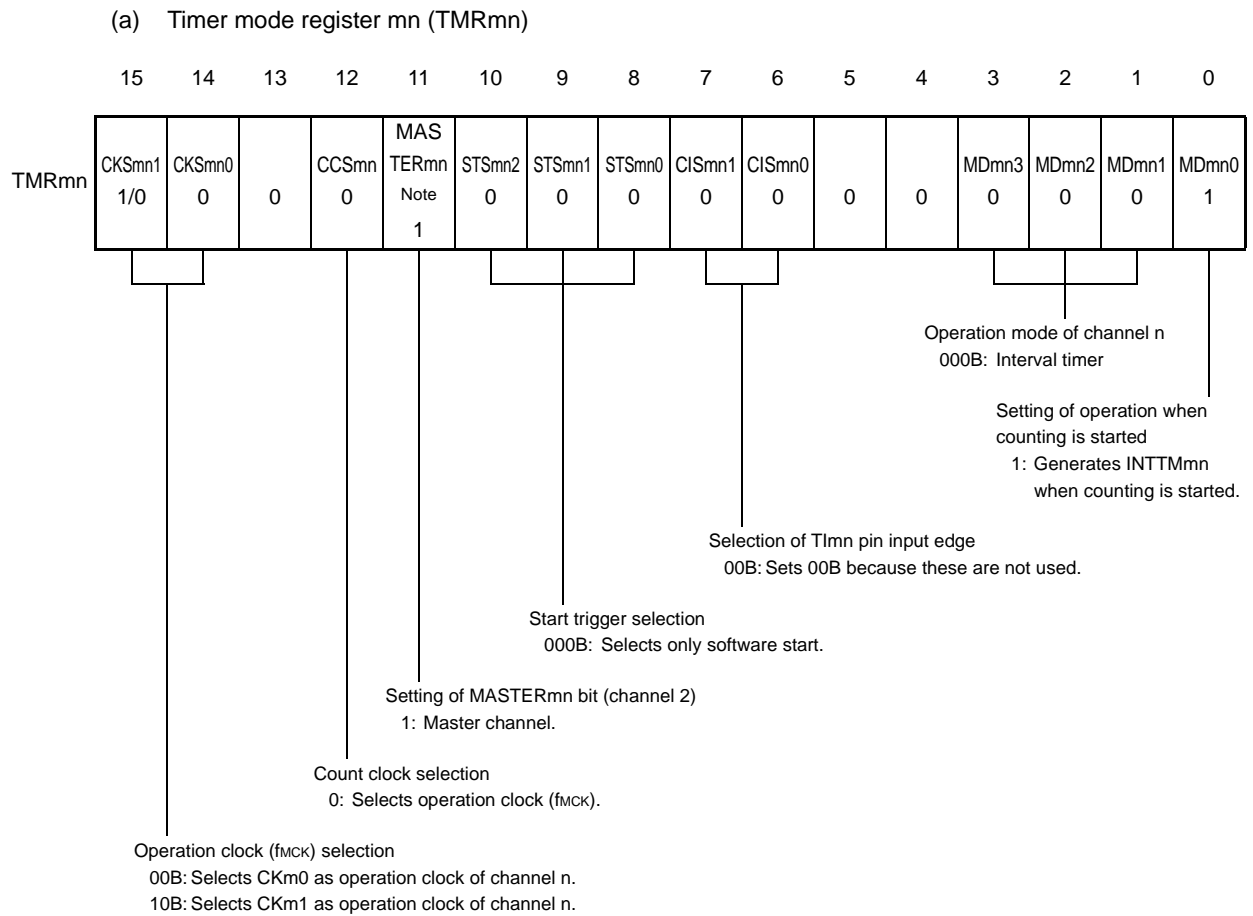 (a) Timer mode register mn (TMRmn)
15 14 13 12 11 10 9 8 7 6 5 4 3 2 1 0
TMRmn
CKSmn1 CKSmn0 CCSmn MAS TERmn Note STSmn2 STSmn1 STSmn0 CISmn1 CISmn0 MDmn3 MDmn2 MDmn1 MDmn0
1/0 0 0 0 1 0 0 0 0 0 0 0 0 0 0 1
Operation mode of channel n
000B: Interval timer
Setting of operation when
counting is started
1: Generates INTTMmn
when counting is started.
Selection of TImn pin input edge
00B: Sets 00B because these are not used.
Start trigger selection
000B: Selects only software start.
Setting of MASTERmn bit (channel 2)
1: Master channel.
Count clock selection
0: Selects operation clock (fMCK).
Operation clock (fMCK) selection
00B: Selects CKm0 as operation clock of channel n.
10B: Selects CKm1 as operation clock of channel n.